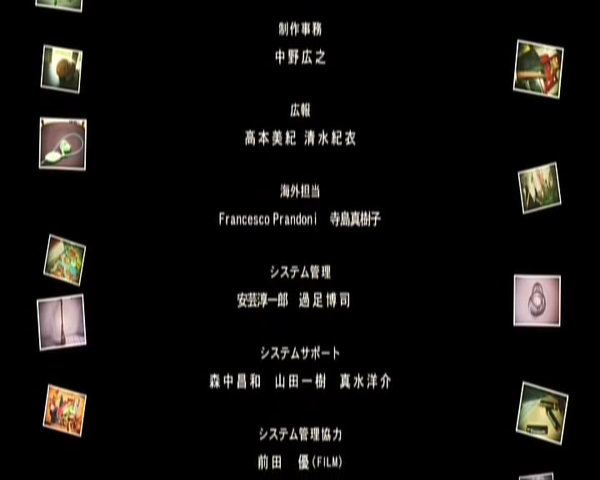 制作事務
中野広之
広報
高本美紀 清水紀衣
海外担当
Francesco Prandoni 寺島真樹子
システム管理
安芸淳一郎 過足博司
システムサポート
森中昌和 山田一樹 真水洋介
システム管理協力
前田 優(FILM)